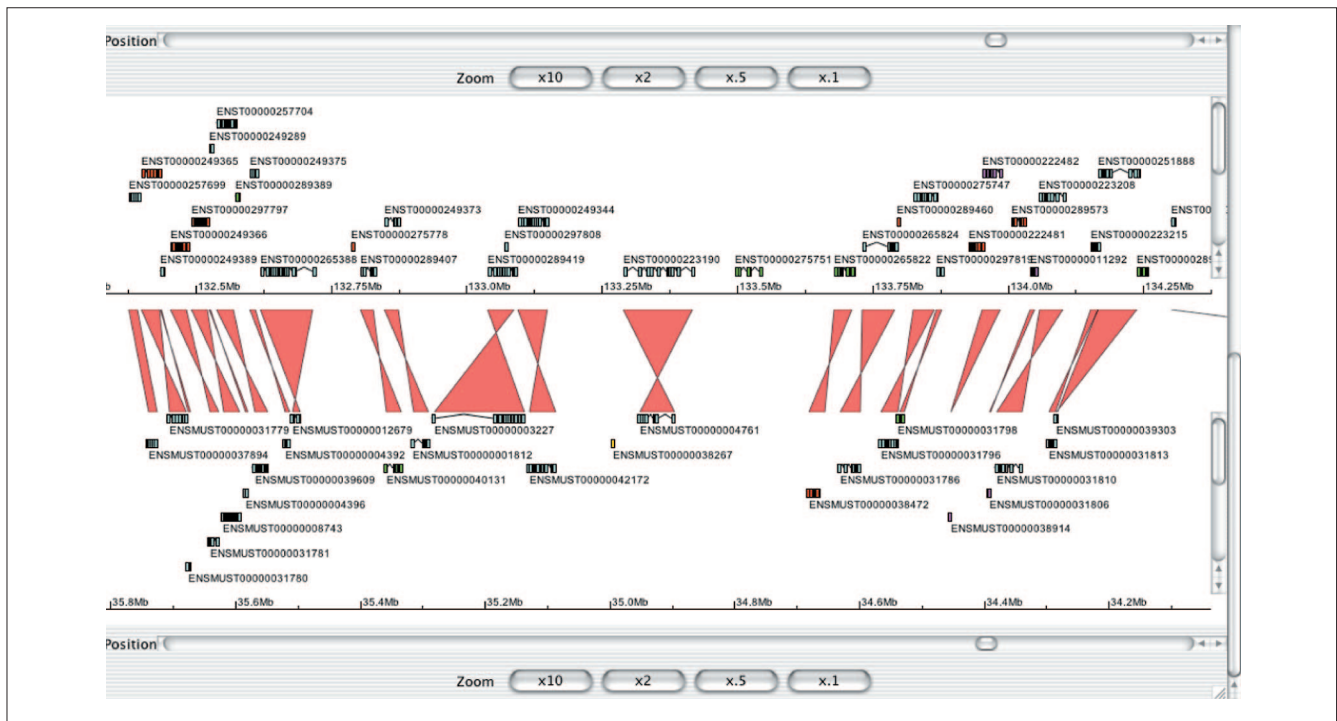 Position
Zoom x10 x2 x.5 x.1
ENST00000257704
ENST00000249289
ENST00000249365 ENST00000249375 ENST00000222482 ENST00000251888
ENST00000257699 ENST00000289389 ENST00000275747 ENST00000223208
ENST00000297797 ENST00000249373 ENST00000249344 ENST00000289460 ENST00000289573
ENST00000249366 ENST00000275778 ENST00000297808 ENST00000265824 ENST00000222481 ENST00000223215
ENST00000249389 ENST00000265388 ENST00000289407 ENST00000289419 ENST00000223190 ENST00000275751 ENST00000265822 ENST00000297819 ENST00000011292
132.5Mb 132.75Mb 133.0Mb 133.25Mb 133.5Mb 133.75Mb 134.0Mb 134.25Mb
ENSMUST00000031779 ENSMUST00000012679 ENSMUST00000003227 ENSMUST00000004761 ENSMUST00000031798 ENSMUST00000039303
ENSMUST00000037894 ENSMUST00000004392 ENSMUST00000001812 ENSMUST00000038267 ENSMUST00000031796 ENSMUST00000031813
ENSMUST00000039609 ENSMUST00000040131 ENSMUST00000042172 ENSMUST00000031786 ENSMUST00000031810
ENSMUST00000004396 ENSMUST00000038472 ENSMUST00000031806
ENSMUST00000008743 ENSMUST00000038914
ENSMUST00000031781
ENSMUST00000031780
35.8Mb 35.6Mb 35.4Mb 35.2Mb 35.0Mb 34.8Mb 34.6Mb 34.4Mb 34.2Mb
Position
Zoom x10 x2 x.5 x.1